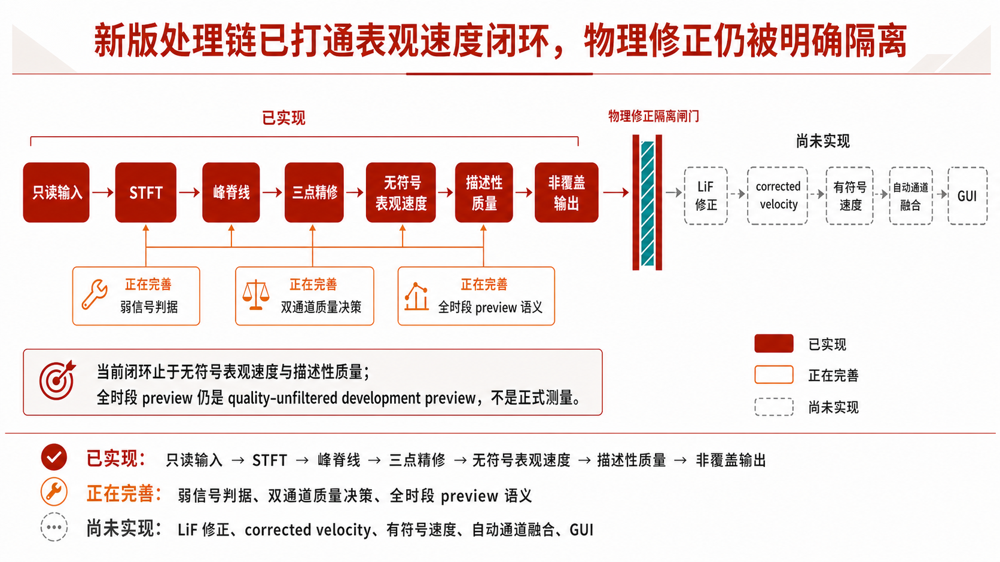 新版处理链已打通表观速度闭环，物理修正仍被明确隔离
已实现
物理修正隔离闸门
尚未实现
只读输入
STFT
峰脊线
三点精修
无符号
表观速度
描述性
质量
非覆盖
输出
LiF
修正
corrected
velocity
有符号
速度
自动通道
融合
GUI
正在完善
弱信号判据
正在完善
双通道质量决策
正在完善
全时段 preview 语义
当前闭环止于无符号表观速度与描述性质量；
全时段 preview 仍是 quality-unfiltered development preview，不是正式测量。
已实现
正在完善
尚未实现
已实现： 只读输入 → STFT → 峰脊线 → 三点精修 → 无符号表观速度 → 描述性质量 → 非覆盖输出
正在完善： 弱信号判据、双通道质量决策、全时段 preview 语义
尚未实现： LiF 修正、corrected velocity、有符号速度、自动通道融合、GUI